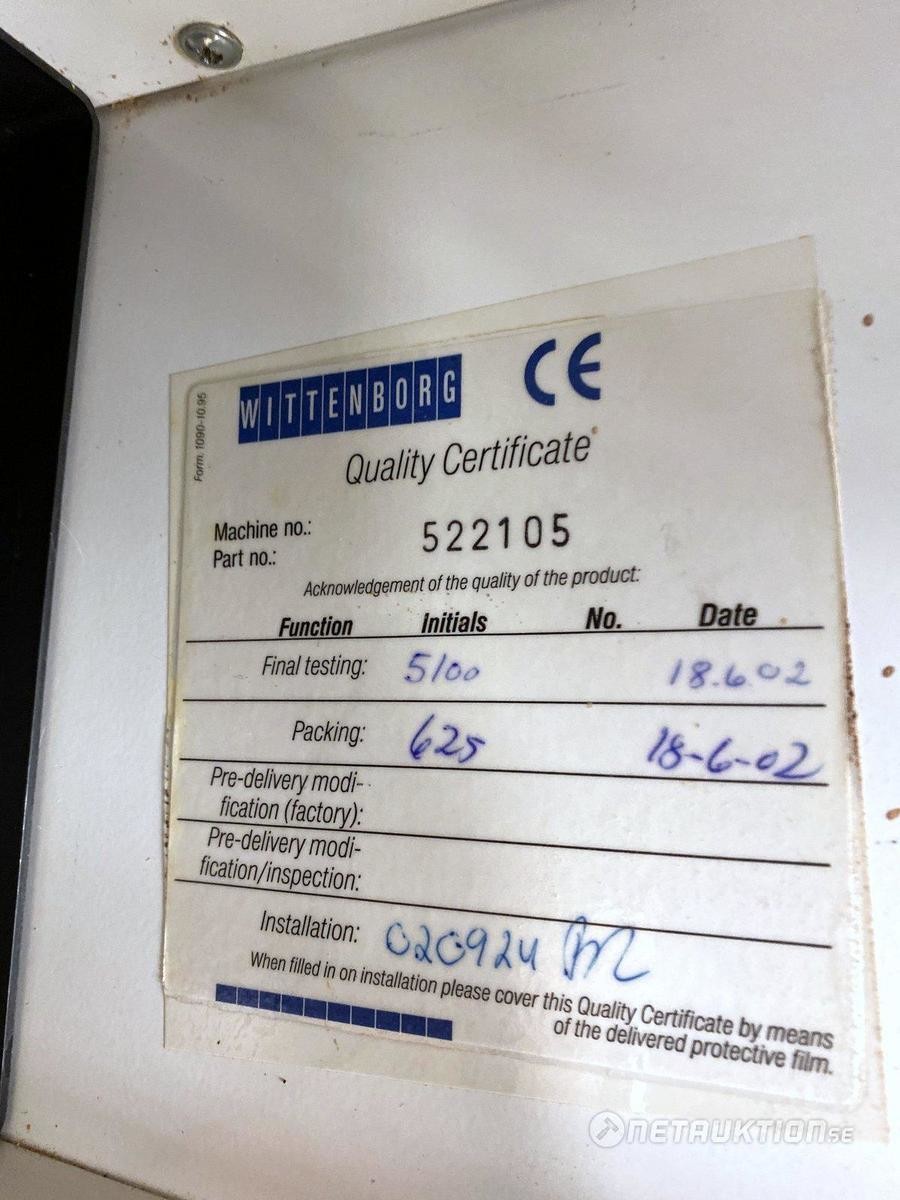 Form. 1090-10.95
WITTENBORG
CE
Quality Certificate
Machine no.:
Part no.:
522105
Acknowledgement of the quality of the product:
Function Initials No. Date
Final testing: 5100 18.6.02
Packing: 625 18-6-02
Pre-delivery modi-
fication (factory):
Pre-delivery modi-
fication/inspection:
Installation: 020924
When filled in on installation please cover this Quality Certificate by means
of the delivered protective film.
NETAUKTION.SE